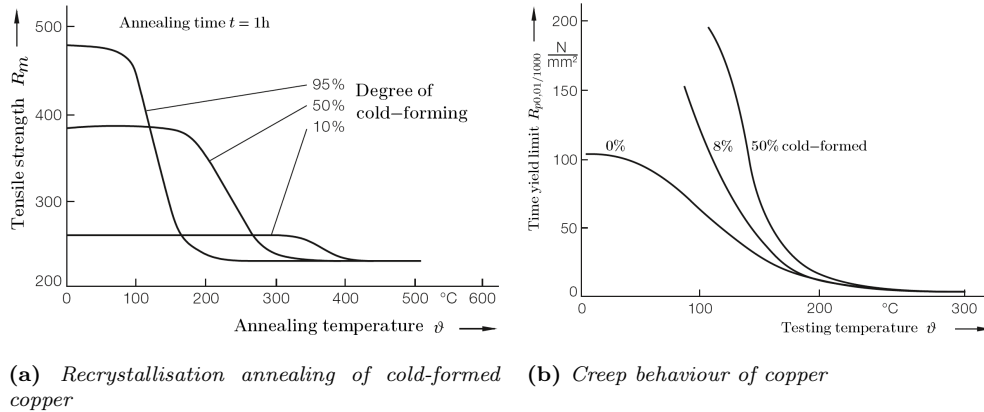 500
400
300
200
Tensile strength Rm
Annealing time t = 1h
95%
50%
10%
Degree of
cold–forming
0 100 200 300 400 500 °C 600
Annealing temperature ϑ
(a) Recrystallisation annealing of cold-formed
copper
200
N
mm²
150
100
50
0
Time yield limit Rp0,01/1000
0%
8%
50% cold–formed
0 100 200 °C 300
Testing temperature ϑ
(b) Creep behaviour of copper